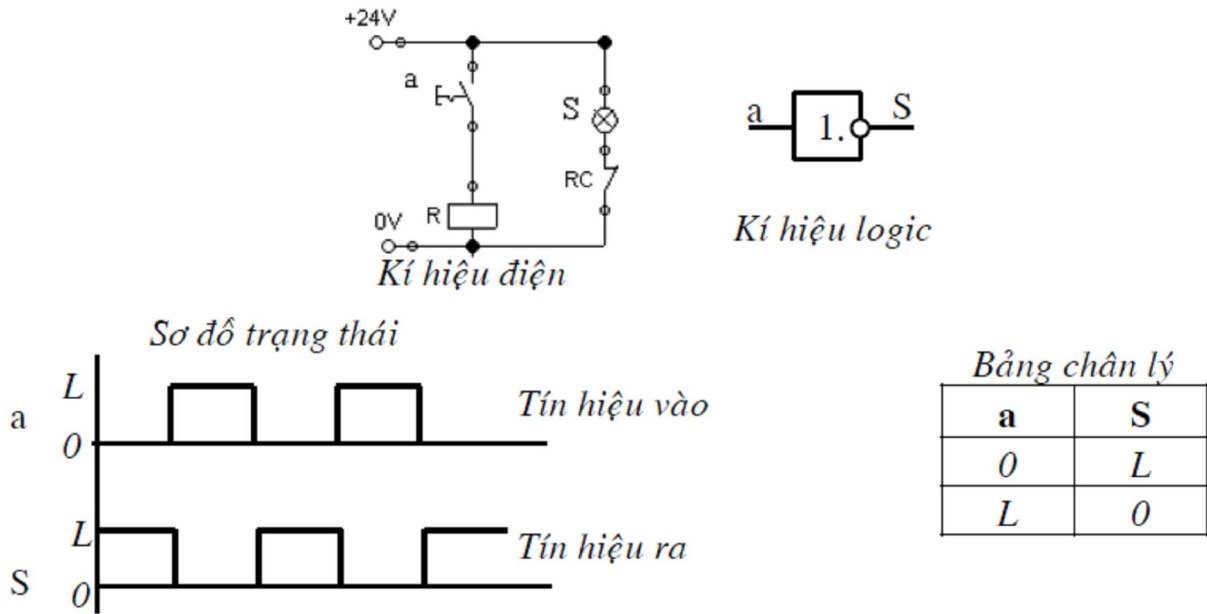 +24V
a
S
RC
R
0V
Kí hiệu điện
a
1.
S
Kí hiệu logic
Sơ đồ trạng thái
L
a
0
Tín hiệu vào
L
S
0
Tín hiệu ra
Bảng chân lý
a S
0 L
L 0